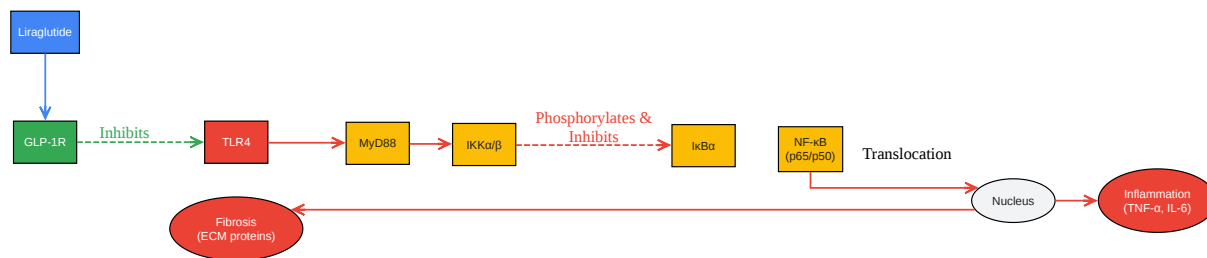 Liraglutide
GLP-1R
Inhibits
TLR4
MyD88
IKKα/β
Phosphorylates &
Inhibits
IκBα
NF-κB
(p65/p50)
Translocation
Nucleus
Inflammation
(TNF-α, IL-6)
Fibrosis
(ECM proteins)